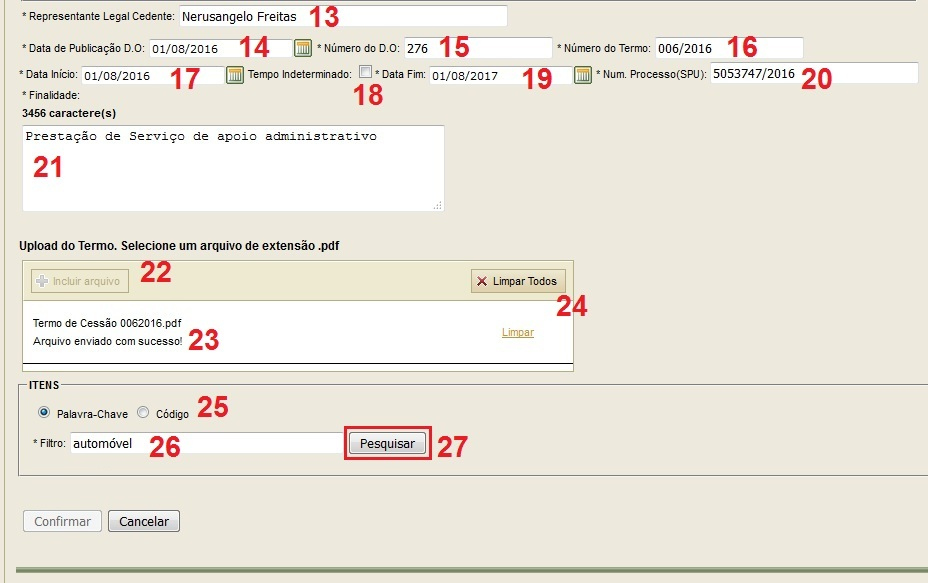 * Representante Legal Cedente: Nerusangelo Freitas 13
* Data de Publicação D.O: 01/08/2016 14 * Número do D.O: 276 15 * Número do Termo: 006/2016 16
* Data Início: 01/08/2016 17 Tempo Indeterminado: 18 * Data Fim: 01/08/2017 19 * Num. Processo(SPU): 5053747/2016 20
* Finalidade:
3456 caractere(s)
Prestação de Serviço de apoio administrativo
21
Upload do Termo. Selecione um arquivo de extensão .pdf
Incluir arquivo 22 Limpar Todos 24
Termo de Cessão 0062016.pdf
Arquivo enviado com sucesso! 23 Limpar
ITENS
Palavra-Chave Código 25
* Filtro: automóvel 26 Pesquisar 27
Confirmar Cancelar